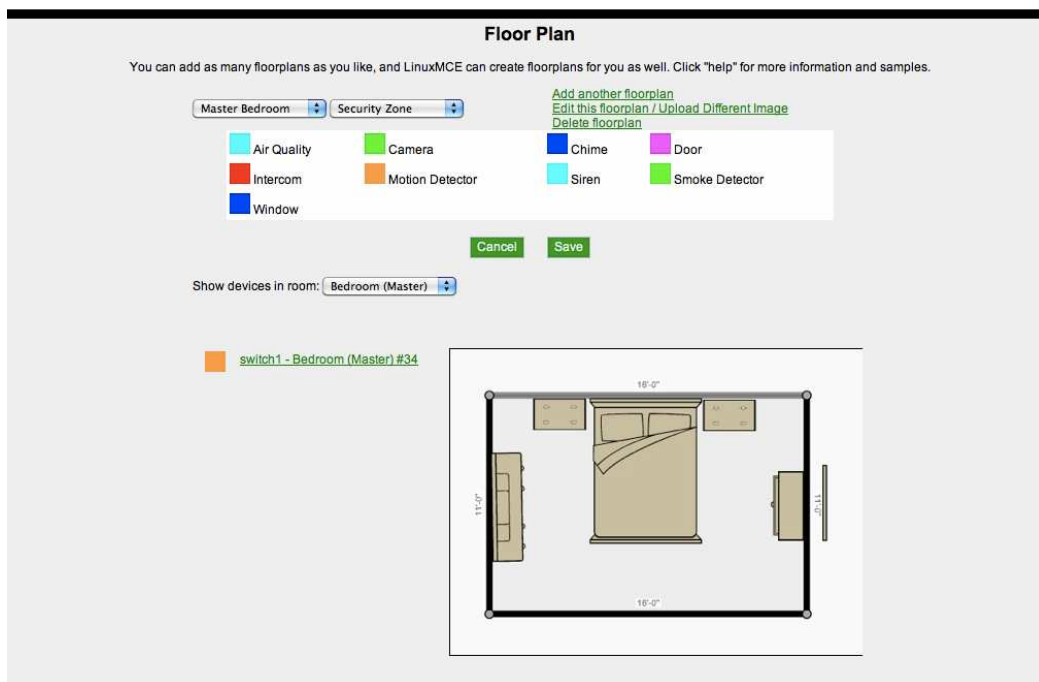 Floor Plan
You can add as many floorplans as you like, and LinuxMCE can create floorplans for you as well. Click "help" for more information and samples.
Master Bedroom Security Zone
Add another floorplan
Edit this floorplan / Upload Different Image
Delete floorplan
Air Quality Camera Chime Door
Intercom Motion Detector Siren Smoke Detector
Window
Cancel Save
Show devices in room: Bedroom (Master)
switch1 - Bedroom (Master) #34
16'-0"
11'-0"
11'-0"
16'-0"